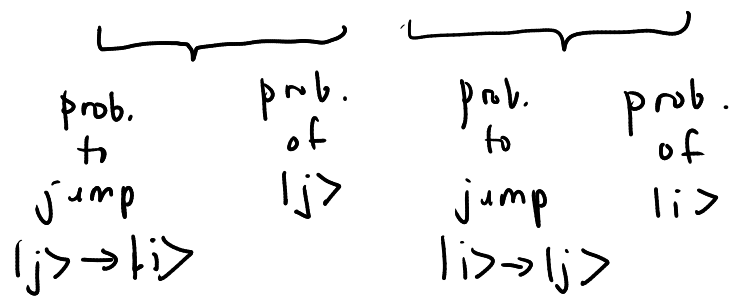 prob. to jump |j> → |i>
prob. of |j>
prob. to jump |i> → |j>
prob. of |i>